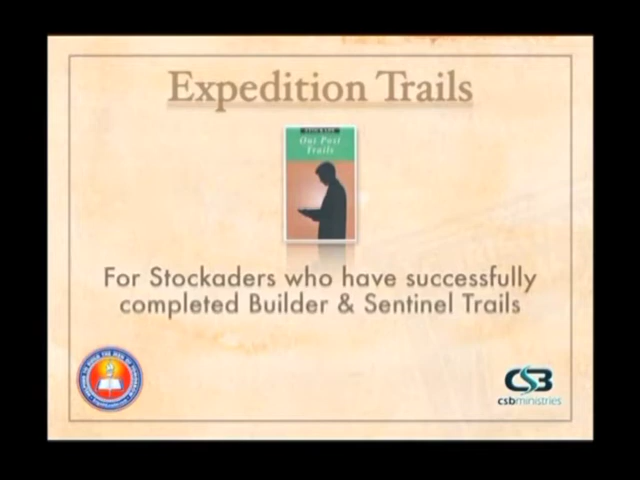 Expedition Trails
Out Post
Trails
For Stockaders who have successfully
completed Builder & Sentinel Trails
CSB
csbministries